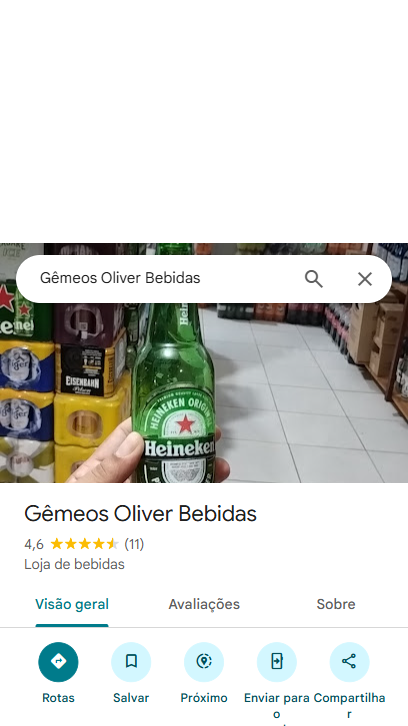 Gêmeos Oliver Bebidas
EISENBAHN
HEINEKEN ORIGINAL
Heineken
Gêmeos Oliver Bebidas
4,6 (11)
Loja de bebidas
Visão geral Avaliações Sobre
Rotas Salvar Próximo Enviar para o Compartilhar